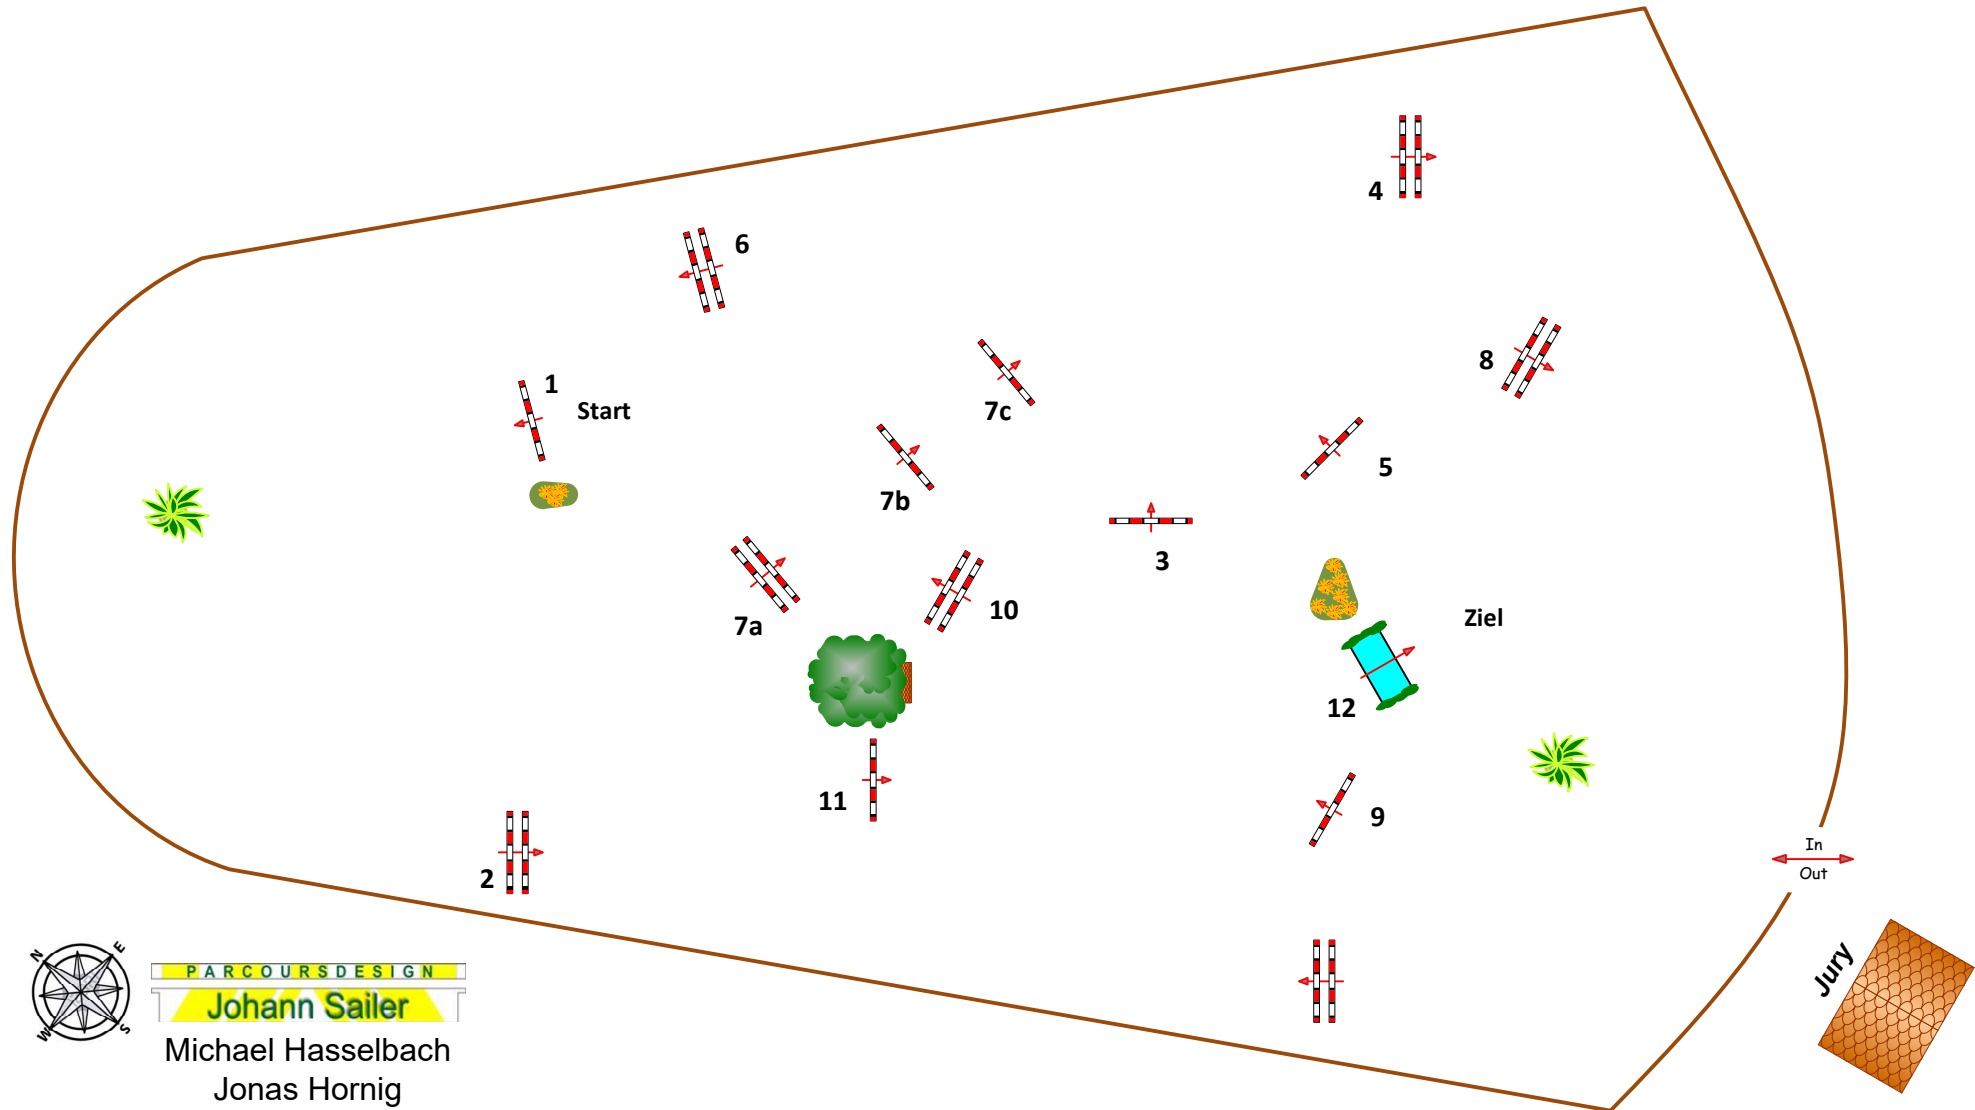 4
6
8
1
Start
7c
5
7b
3
10
7a
Ziel
12
11
9
In
Out
2
Jury
N
E
W
S
PARCOURSDESIGN
Johann Sailer
Michael Hasselbach
Jonas Hornig